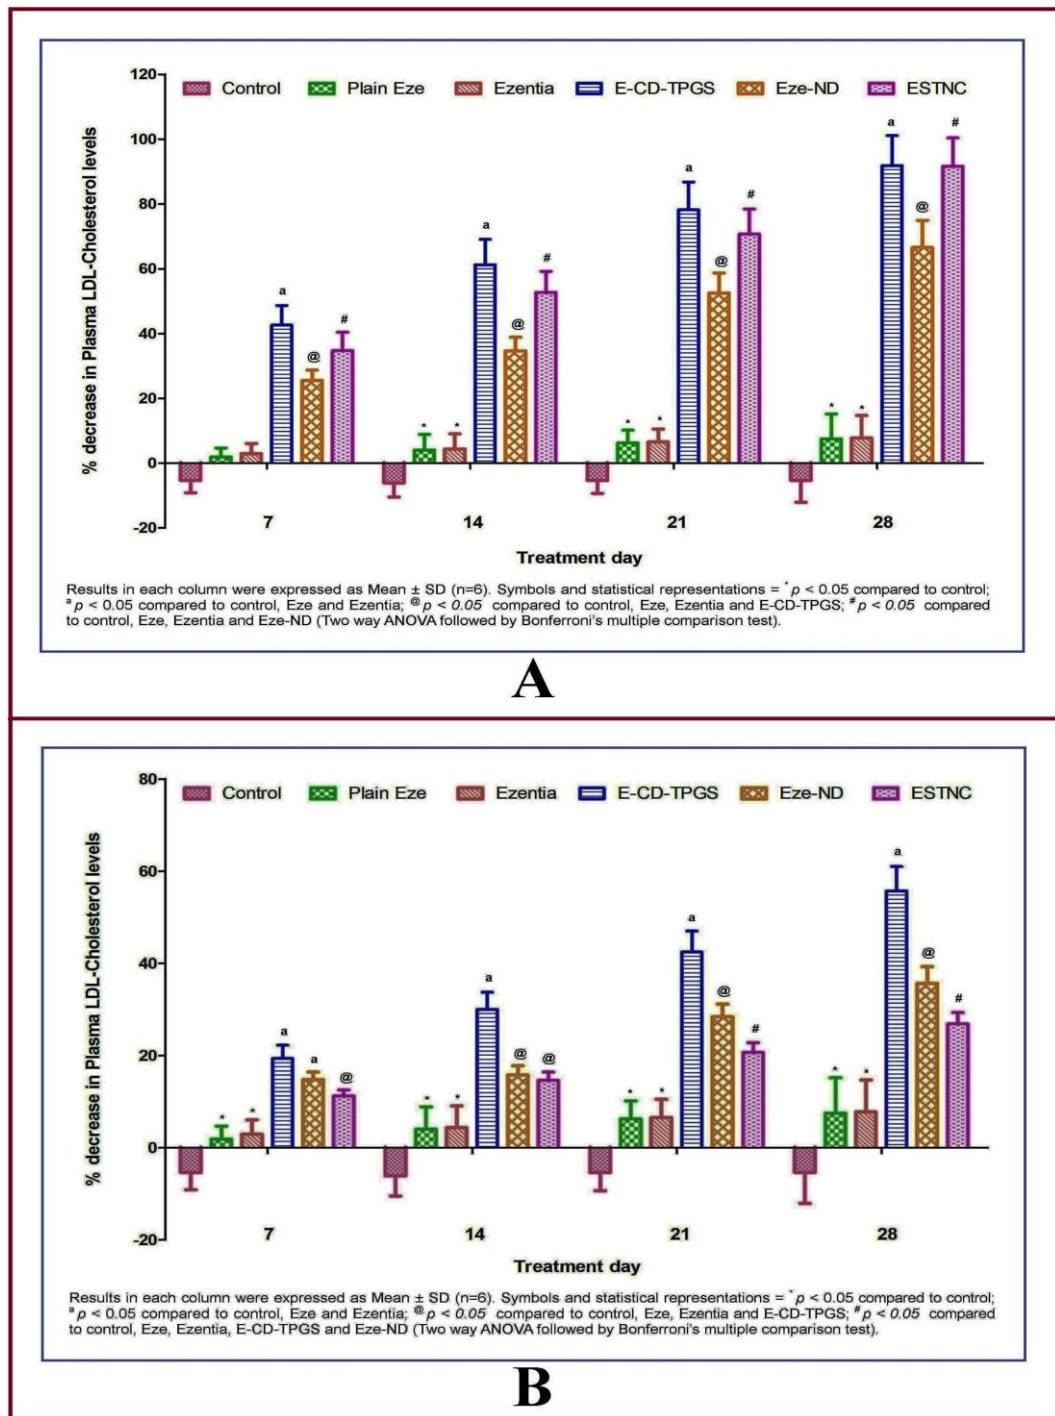 120
Control Plain Eze Ezentia E-CD-TPGS Eze-ND ESTNC
100
80
60
40
20
0
-20
% decrease in Plasma LDL-Cholesterol levels
a @ # * * a @ # * * a @ # * * a @ #
7 14 21 28
Treatment day
Results in each column were expressed as Mean ± SD (n=6). Symbols and statistical representations = * p < 0.05 compared to control;
a p < 0.05 compared to control, Eze and Ezentia; @ p < 0.05 compared to control, Eze, Ezentia and E-CD-TPGS; # p < 0.05 compared
to control, Eze, Ezentia and Eze-ND (Two way ANOVA followed by Bonferroni's multiple comparison test).
A
80
Control Plain Eze Ezentia E-CD-TPGS Eze-ND ESTNC
60
40
20
0
-20
% decrease in Plasma LDL-Cholesterol levels
* * a a @ * * a @ @ * * a @ # * * a @ #
7 14 21 28
Treatment day
Results in each column were expressed as Mean ± SD (n=6). Symbols and statistical representations = * p < 0.05 compared to control;
a p < 0.05 compared to control, Eze and Ezentia; @ p < 0.05 compared to control, Eze, Ezentia and E-CD-TPGS; # p < 0.05 compared
to control, Eze, Ezentia, E-CD-TPGS and Eze-ND (Two way ANOVA followed by Bonferroni's multiple comparison test).
B